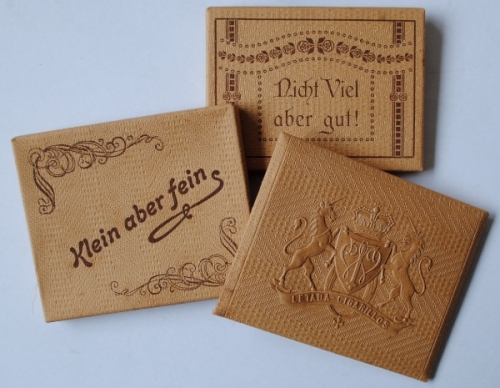 Nicht Viel
aber gut!
Klein aber fein